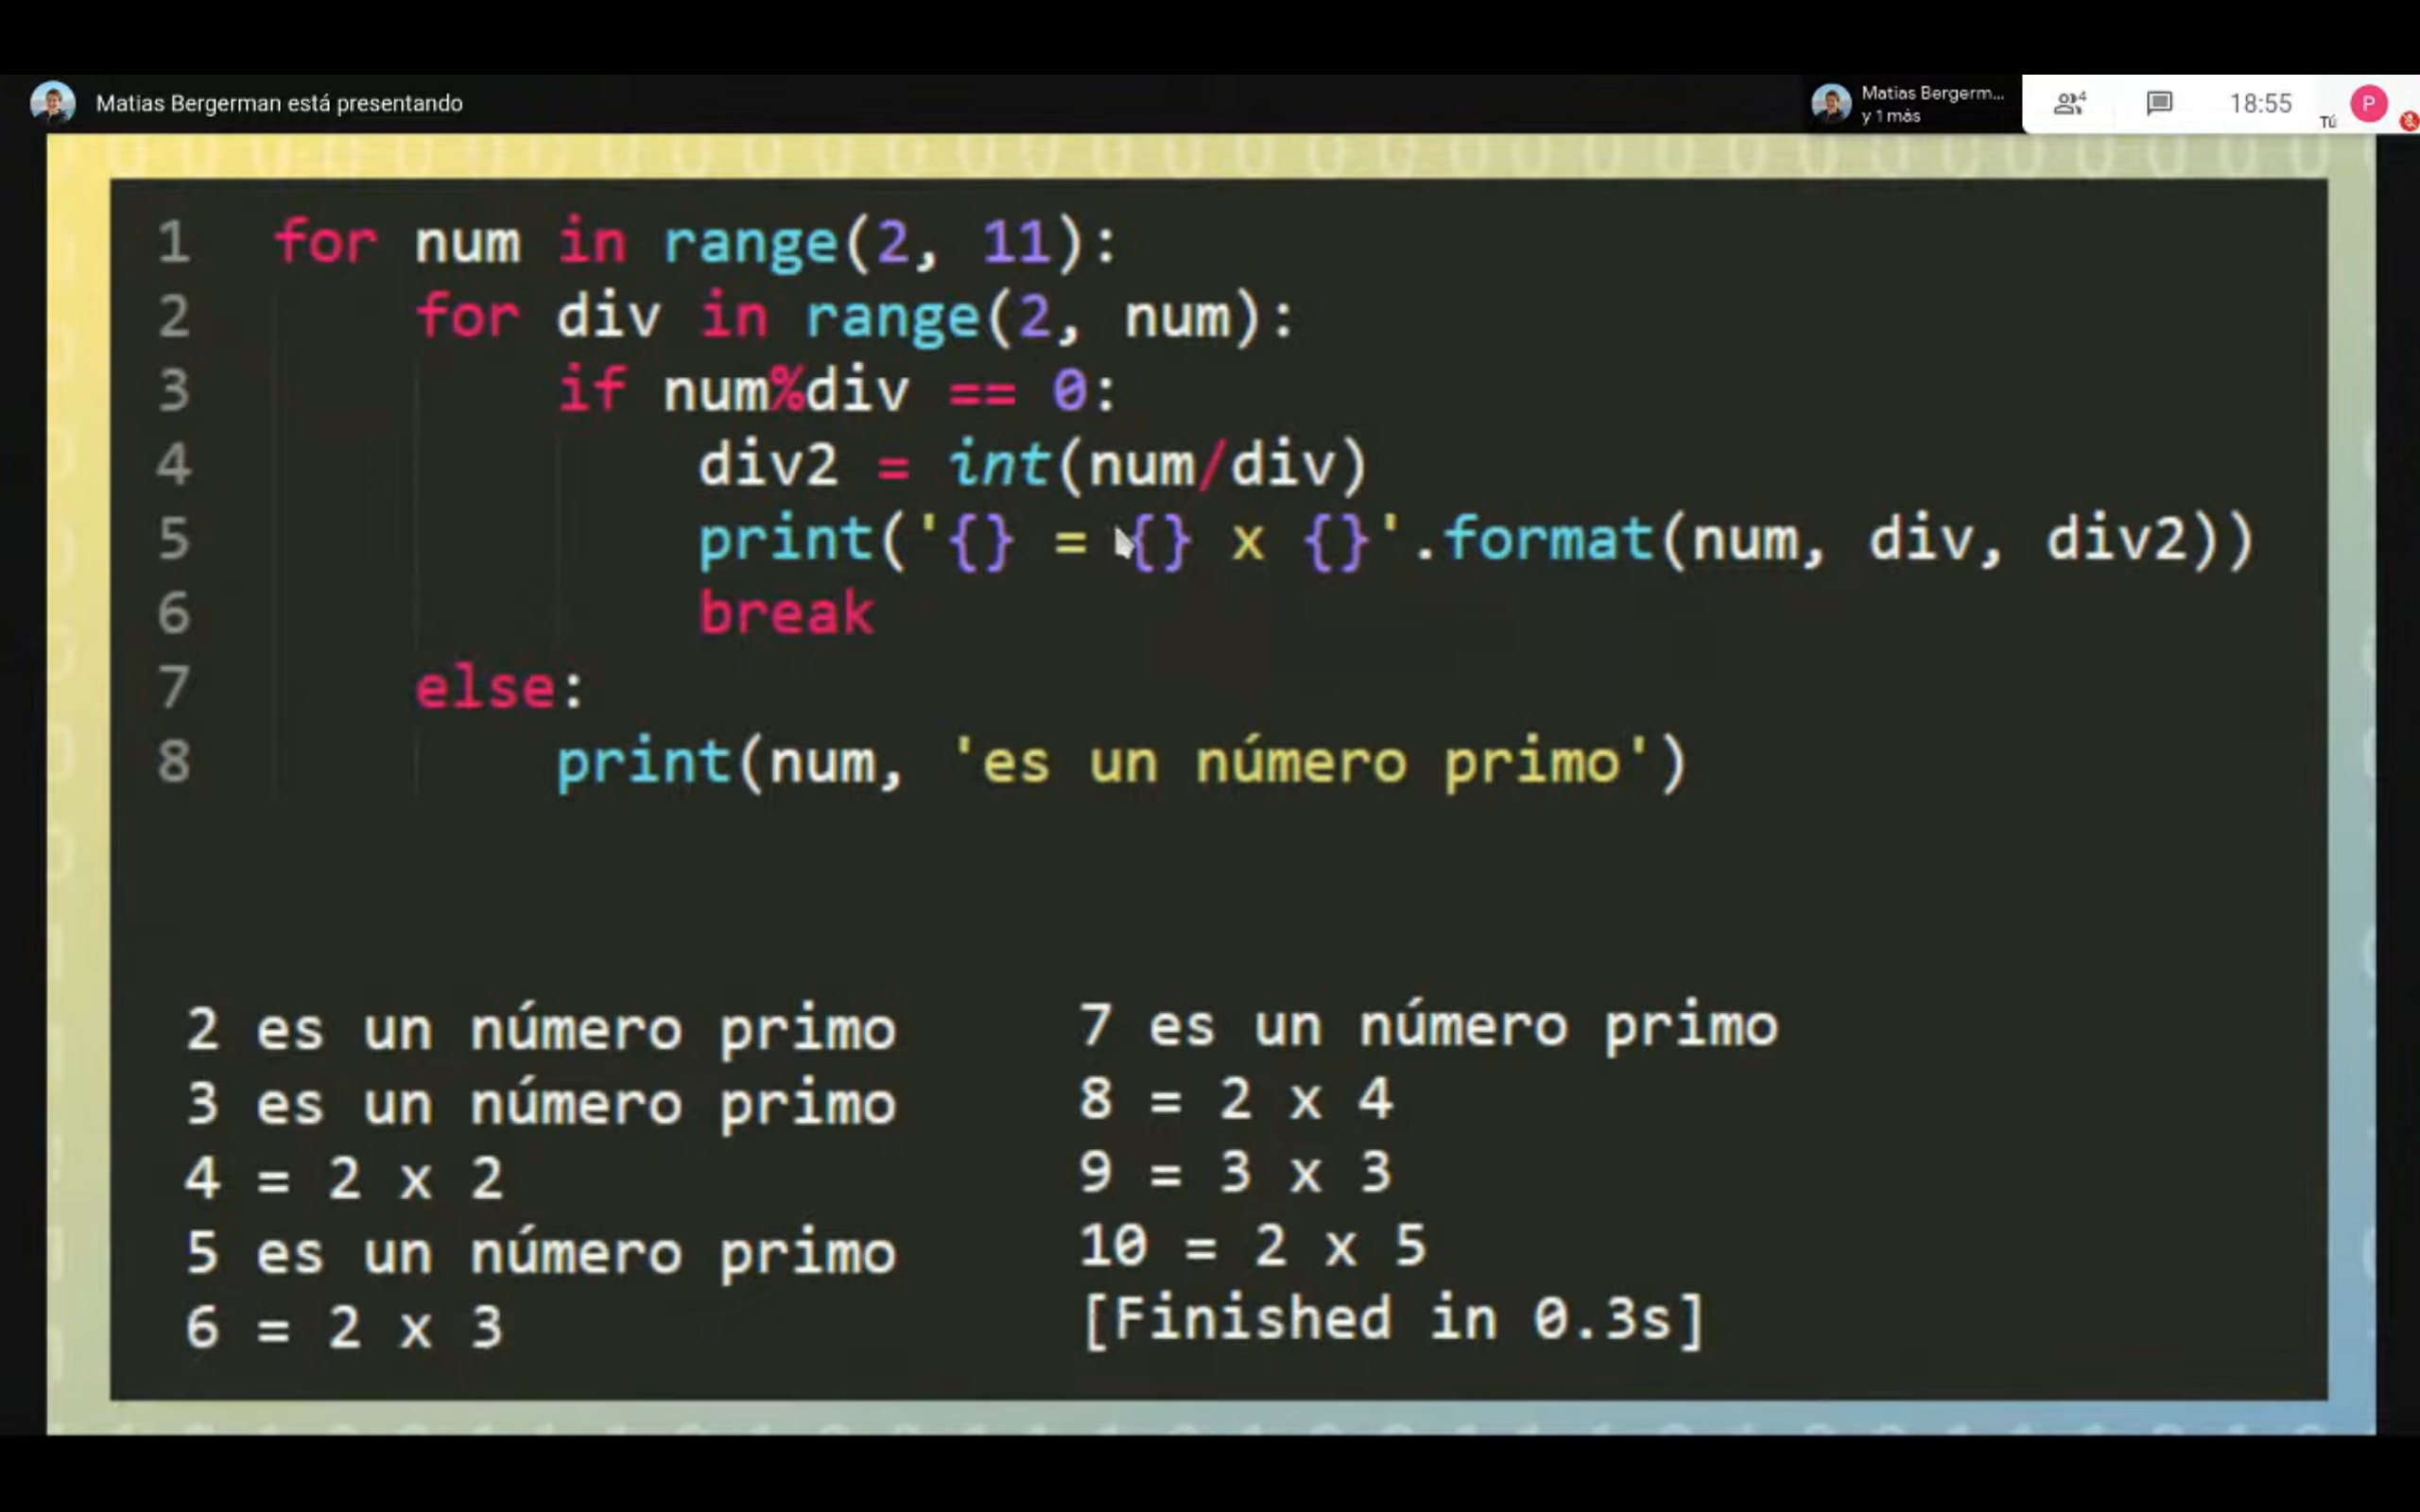 Matias Bergerman está presentando
Matias Bergerm...
y 1 más
4
18:55
Tú
P
1 for num in range(2, 11):
2     for div in range(2, num):
3         if num%div == 0:
4             div2 = int(num/div)
5             print('{} = {} x {}'.format(num, div, div2))
6             break
7     else:
8         print(num, 'es un número primo')
2 es un número primo
3 es un número primo
4 = 2 x 2
5 es un número primo
6 = 2 x 3
7 es un número primo
8 = 2 x 4
9 = 3 x 3
10 = 2 x 5
[Finished in 0.3s]